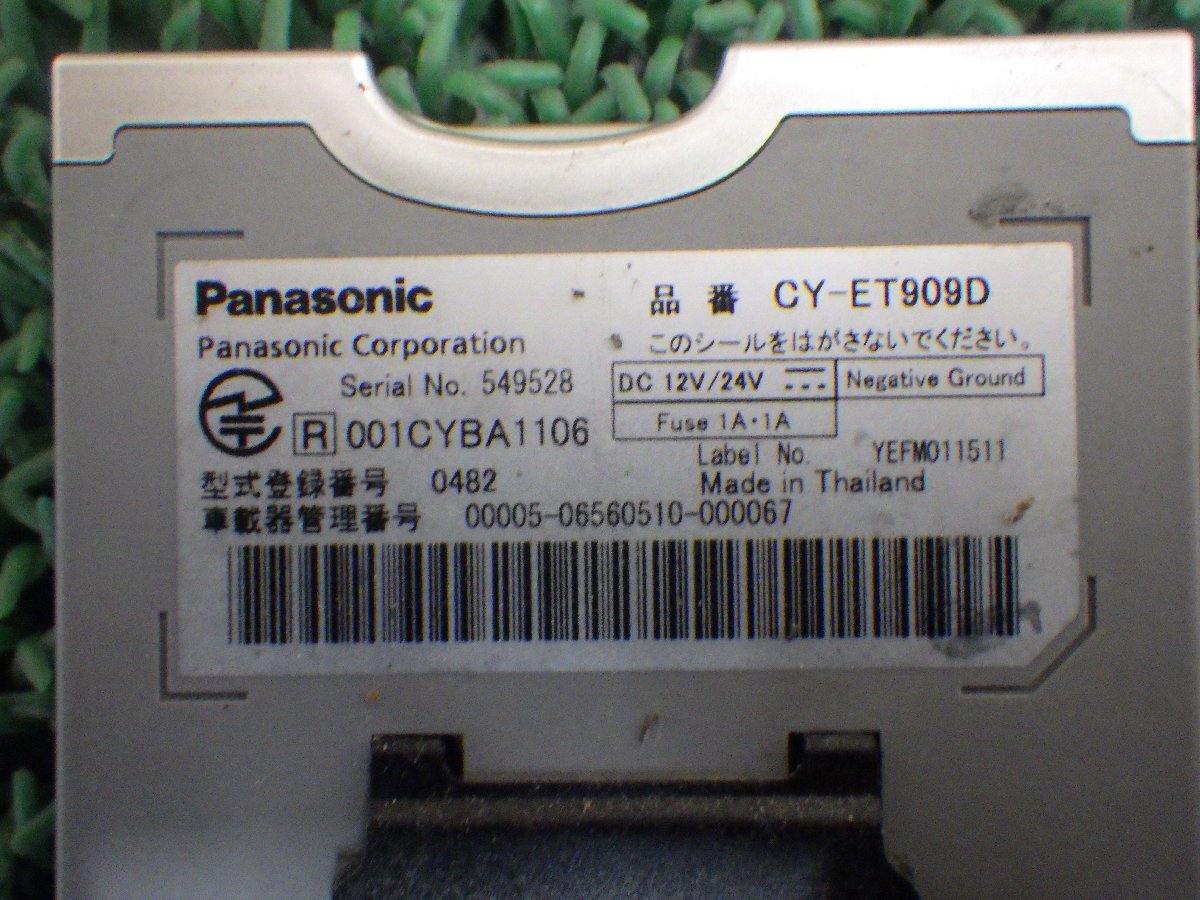 Panasonic
品番 CY-ET909D
Panasonic Corporation
このシールをはがさないでください。
Serial No. 549528
DC 12V/24V
Negative Ground
R 001CYBA1106
Fuse 1A・1A
Label No. YEFM011511
型式登録番号 0482
Made in Thailand
車載器管理番号 00005-06560510-000067